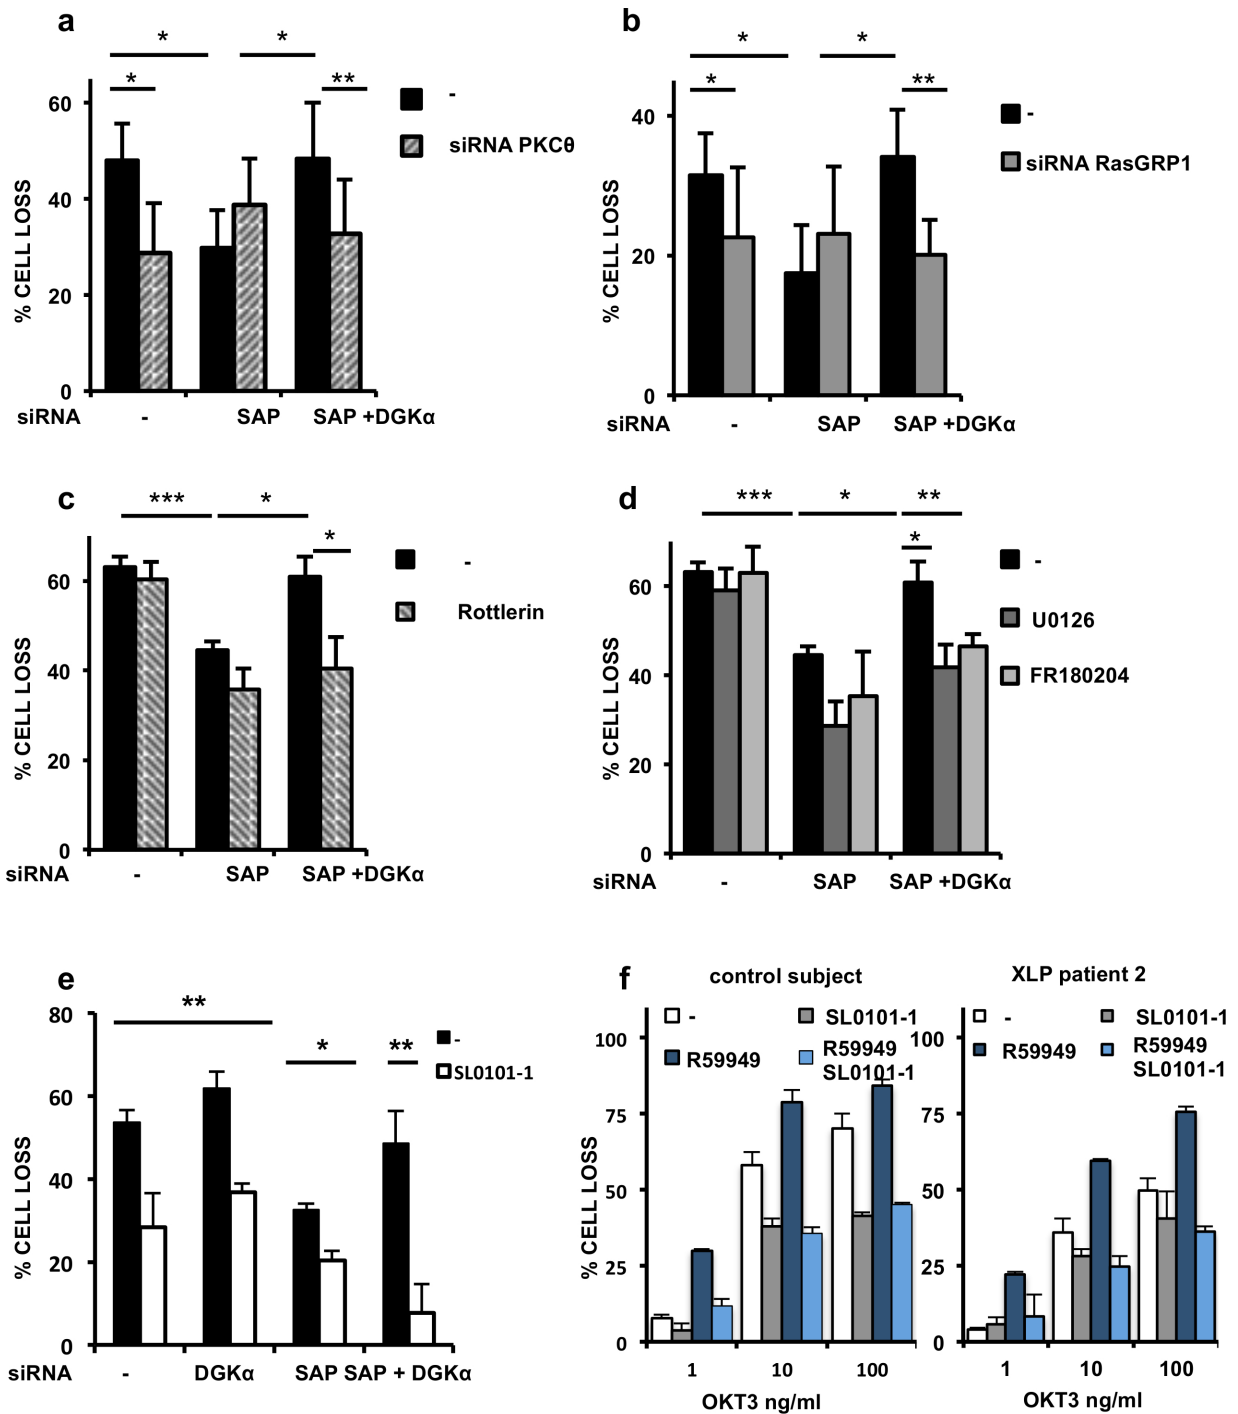 a
* *
* **
-
siRNA PKCθ
% CELL LOSS
60
40
20
0
siRNA - SAP SAP +DGKα
b
* *
* **
-
siRNA RasGRP1
% CELL LOSS
40
20
0
siRNA - SAP SAP +DGKα
c
*** *
*
-
Rottlerin
% CELL LOSS
60
40
20
0
siRNA - SAP SAP +DGKα
d
*** * **
*
-
U0126
FR180204
% CELL LOSS
60
40
20
0
siRNA - SAP SAP +DGKα
e
**
* **
-
SL0101-1
% CELL LOSS
80
60
40
20
0
siRNA - DGKα SAP SAP + DGKα
f
control subject
-
SL0101-1
R59949
R59949
SL0101-1
% CELL LOSS
100
75
50
25
0
1 10 100
OKT3 ng/ml
XLP patient 2
-
SL0101-1
R59949
R59949
SL0101-1
100
75
50
25
0
1 10 100
OKT3 ng/ml